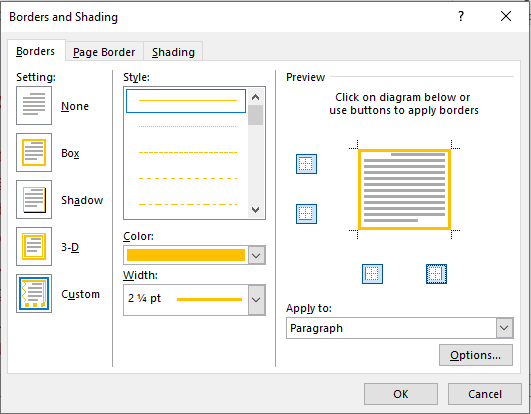 Borders and Shading
?
Borders
Page Border
Shading
Setting:
None
Box
Shadow
3-D
Custom
Style:
Color:
Width:
2 ¼ pt
Preview
Click on diagram below or
use buttons to apply borders
Apply to:
Paragraph
Options...
OK
Cancel